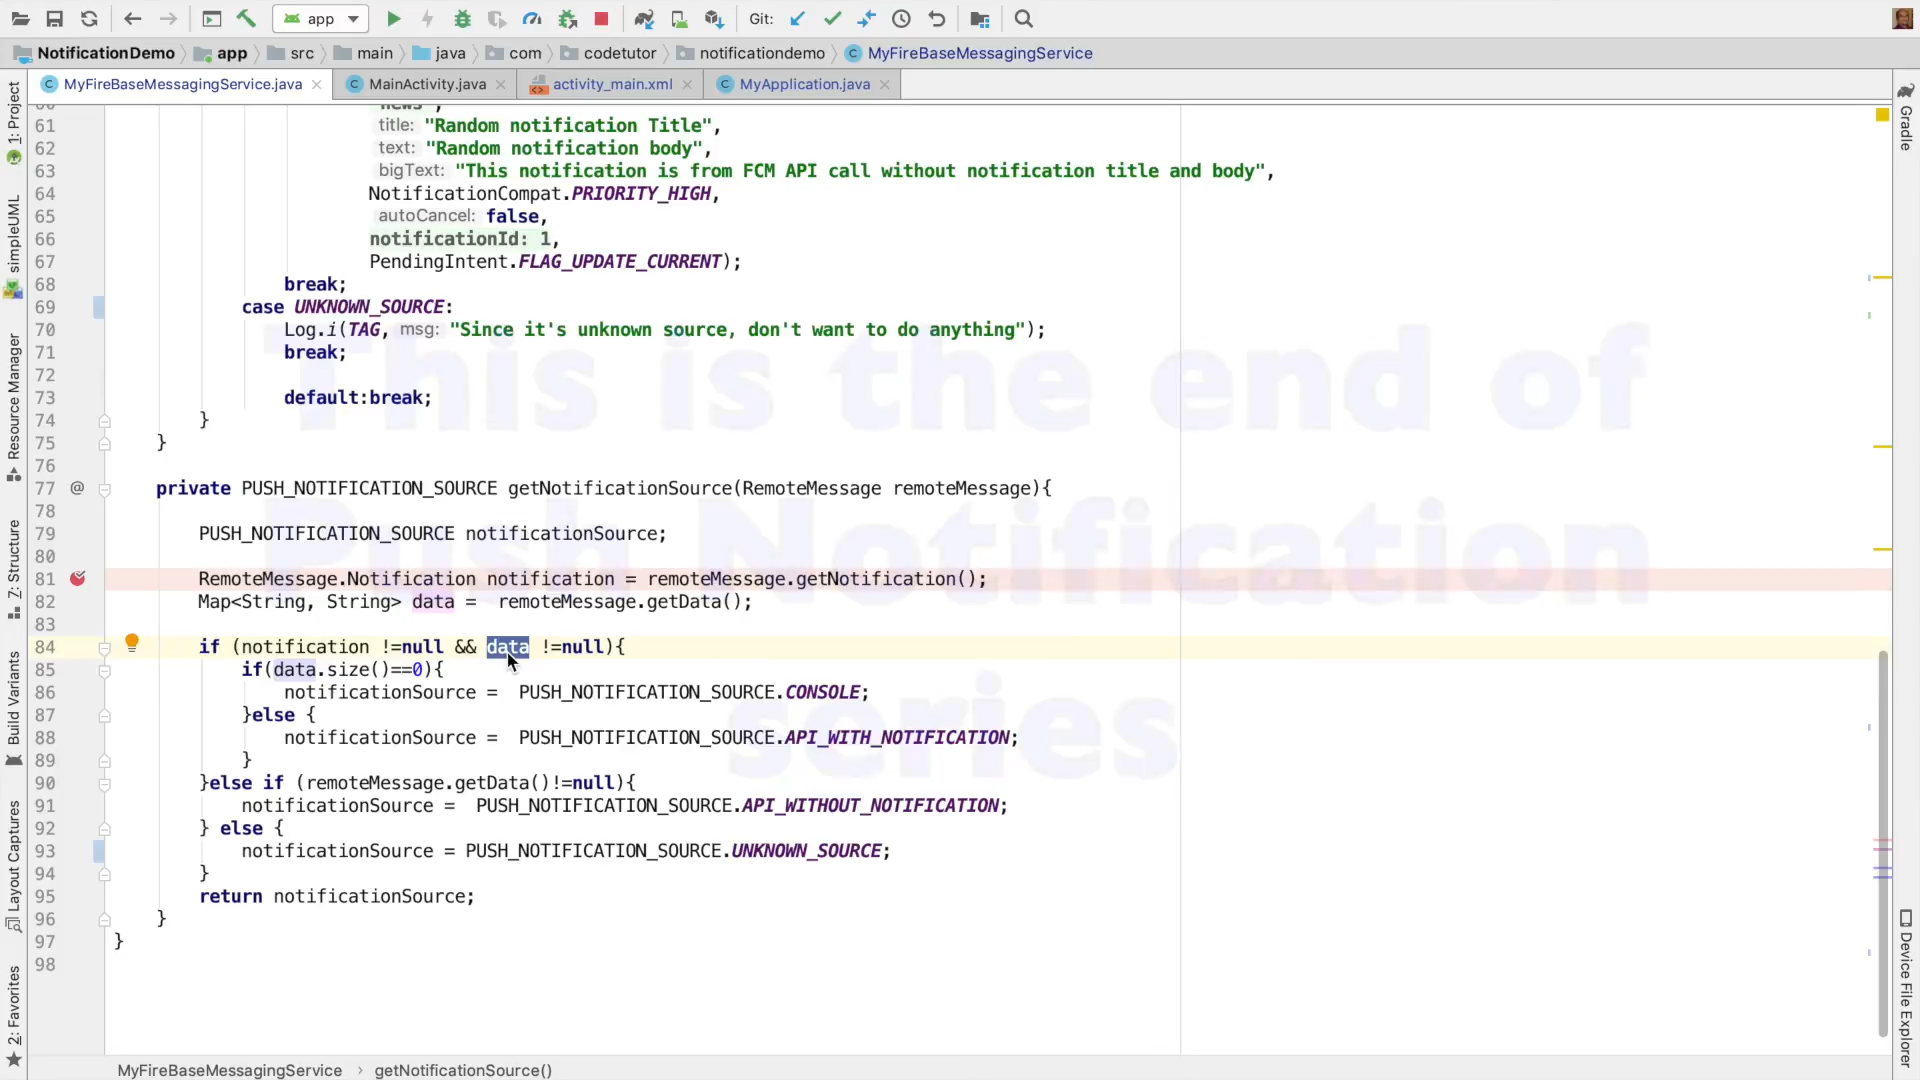 app
Git:
NotificationDemo app src main java com codetutor notificationdemo MyFireBaseMessagingService
MyFireBaseMessagingService.java MainActivity.java activity_main.xml MyApplication.java
1: Project
simpleUML
Resource Manager
7: Structure
Build Variants
Layout Captures
2: Favorites
60 "news",
61 title: "Random notification Title",
62 text: "Random notification body",
63 bigText: "This notification is from FCM API call without notification title and body",
64 NotificationCompat.PRIORITY_HIGH,
65 autoCancel: false,
66 notificationId: 1,
67 PendingIntent.FLAG_UPDATE_CURRENT);
68 break;
69 case UNKNOWN_SOURCE:
70 Log.i(TAG, msg: "Since it's unknown source, don't want to do anything");
71 break;
72
73 default:break;
74 }
75 }
76
77 @ private PUSH_NOTIFICATION_SOURCE getNotificationSource(RemoteMessage remoteMessage){
78
79 PUSH_NOTIFICATION_SOURCE notificationSource;
80
81 RemoteMessage.Notification notification = remoteMessage.getNotification();
82 Map<String, String> data = remoteMessage.getData();
83
84 if (notification !=null && data !=null){
85 if(data.size()==0){
86 notificationSource = PUSH_NOTIFICATION_SOURCE.CONSOLE;
87 }else {
88 notificationSource = PUSH_NOTIFICATION_SOURCE.API_WITH_NOTIFICATION;
89 }
90 }else if (remoteMessage.getData()!=null){
91 notificationSource = PUSH_NOTIFICATION_SOURCE.API_WITHOUT_NOTIFICATION;
92 } else {
93 notificationSource = PUSH_NOTIFICATION_SOURCE.UNKNOWN_SOURCE;
94 }
95 return notificationSource;
96 }
97 }
98
This is the end of
Push Notification
series
Gradle
Device File Explorer
MyFireBaseMessagingService › getNotificationSource()